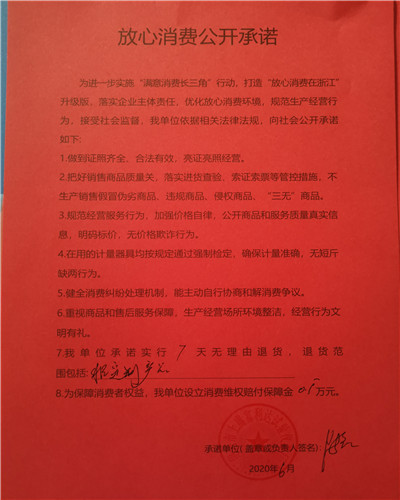 放心消费公开承诺
为进一步实施“满意消费长三角”行动，打造“放心消费在浙江”
升级版，落实企业主体责任，优化放心消费环境，规范生产经营行
为，接受社会监督，我单位依据相关法律法规，向社会公开承诺
如下：
1.做到证照齐全，合法有效，亮证亮照经营。
2.把好销售商品质量关，落实进货查验、索证索票等管控措施，不
生产销售假冒伪劣商品、违规商品、侵权商品、“三无”商品。
3.规范经营服务行为，加强价格自律，公开商品和服务质量真实信
息，明码标价，无价格欺诈行为。
4.在用的计量器具均按规定通过强制检定，确保计量准确，无短斤
缺两行为。
5.健全消费纠纷处理机制，能主动自行协商和解消费争议。
6.重视商品和售后服务保障，生产经营场所环境整洁，经营行为文
明有礼。
7.我单位承诺实行 7 天无理由退货，退货范
围包括：
8.为保障消费者权益，我单位设立消费维权赔付保障金 0.5 万元。
承诺单位(盖章或负责人签名)：
2020年6月